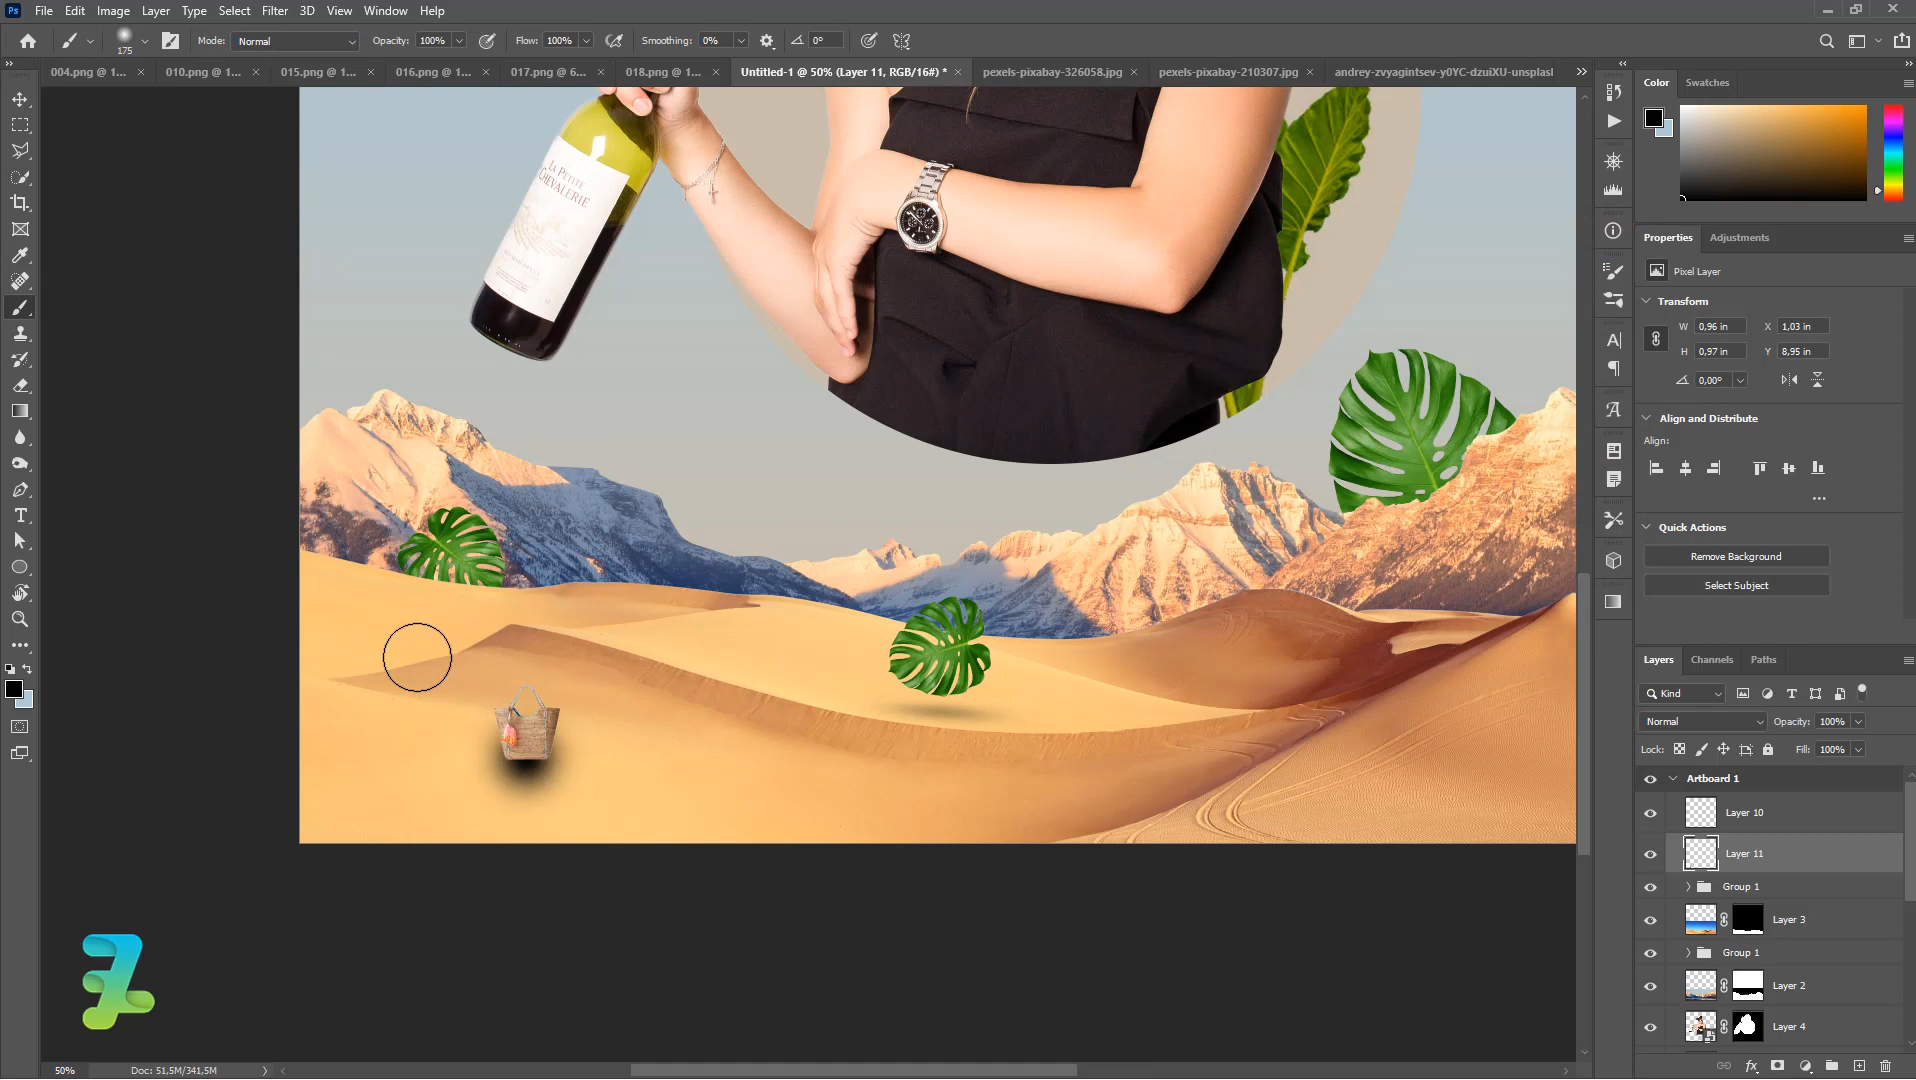 Ps File Edit Image Layer Type Select Filter 3D View Window Help
175 Mode: Normal Opacity: 100% Flow: 100% Smoothing: 0% 0°
004.png @ 1... × 010.png @ 1... × 015.png @ 1... × 016.png @ 1... × 017.png @ 6... × 018.png @ 1... × Untitled-1 @ 50% (Layer 11, RGB/16#) * × pexels-pixabay-326058.jpg × pexels-pixabay-210307.jpg × andrey-zvyagintsev-y0YC-dzuiXU-unsplasl
Color Swatches
LA PETITE
CHEVALERIE
Properties Adjustments
Pixel Layer
Transform
W 0,96 in X 1,03 in
H 0,97 in Y 8,95 in
0,00°
Align and Distribute
Align:
Quick Actions
Remove Background
Select Subject
Layers Channels Paths
Kind
Normal Opacity: 100%
Lock: Fill: 100%
Artboard 1
Layer 10
Layer 11
Group 1
Layer 3
Group 1
Layer 2
Layer 4
fx
50% Doc: 51,5M/341,5M